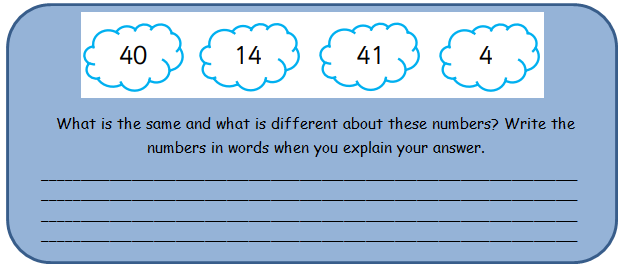 40 14 41 4
What is the same and what is different about these numbers? Write the
numbers in words when you explain your answer.